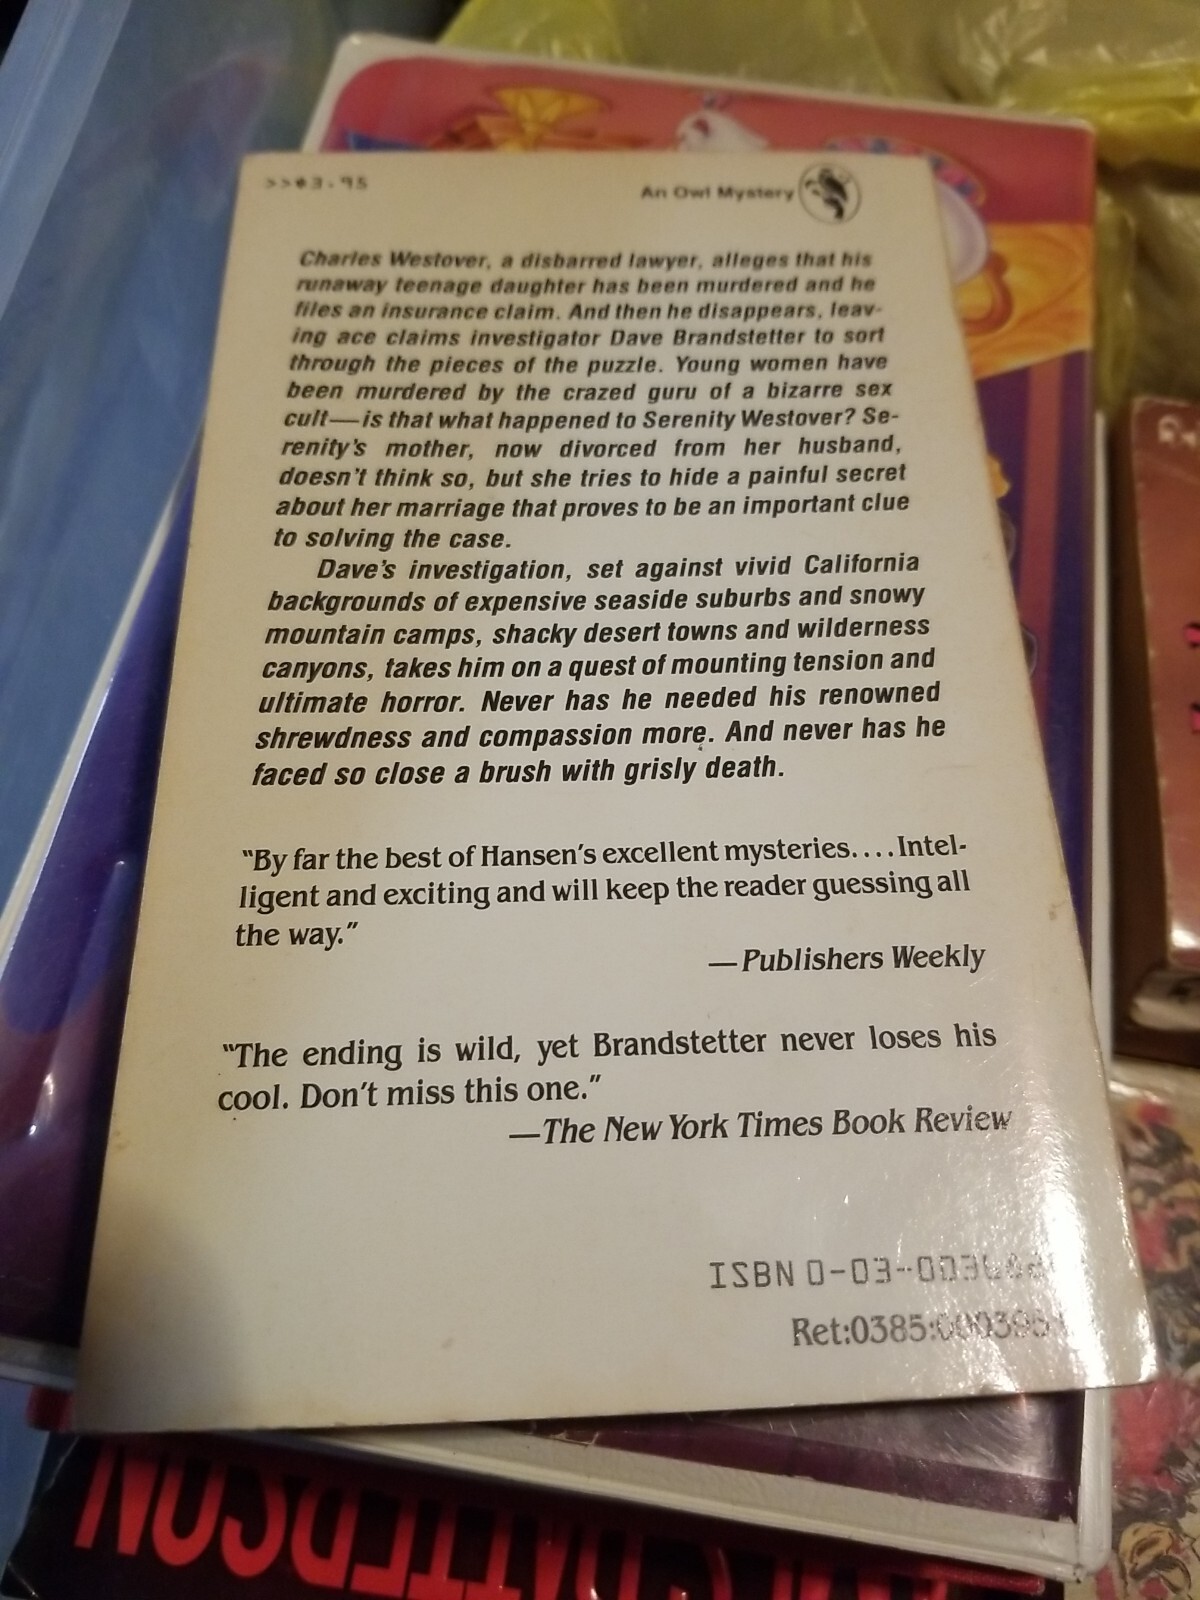 >>$3.95
An Owl Mystery
Charles Westover, a disbarred lawyer, alleges that his
runaway teenage daughter has been murdered and he
files an insurance claim. And then he disappears, leav-
ing ace claims investigator Dave Brandstetter to sort
through the pieces of the puzzle. Young women have
been murdered by the crazed guru of a bizarre sex
cult—is that what happened to Serenity Westover? Se-
renity's mother, now divorced from her husband,
doesn't think so, but she tries to hide a painful secret
about her marriage that proves to be an important clue
to solving the case.
Dave's investigation, set against vivid California
backgrounds of expensive seaside suburbs and snowy
mountain camps, shacky desert towns and wilderness
canyons, takes him on a quest of mounting tension and
ultimate horror. Never has he needed his renowned
shrewdness and compassion more. And never has he
faced so close a brush with grisly death.
"By far the best of Hansen's excellent mysteries....Intel-
ligent and exciting and will keep the reader guessing all
the way."
—Publishers Weekly
"The ending is wild, yet Brandstetter never loses his
cool. Don't miss this one."
—The New York Times Book Review
ISBN
Ret:0385:
PATTERSON